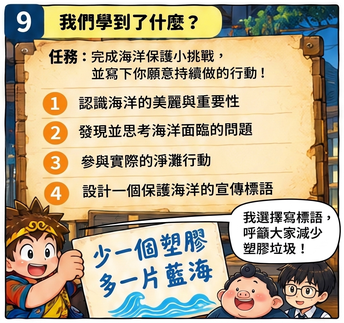 9 我們學到了什麼？
任務：完成海洋保護小挑戰，
並寫下你願意持續做的行動！
1 認識海洋的美麗與重要性
2 發現並思考海洋面臨的問題
3 參與實際的淨灘行動
4 設計一個保護海洋的宣傳標語
我選擇寫標語，
呼籲大家減少
塑膠垃圾！
少一個塑膠
多一片藍海